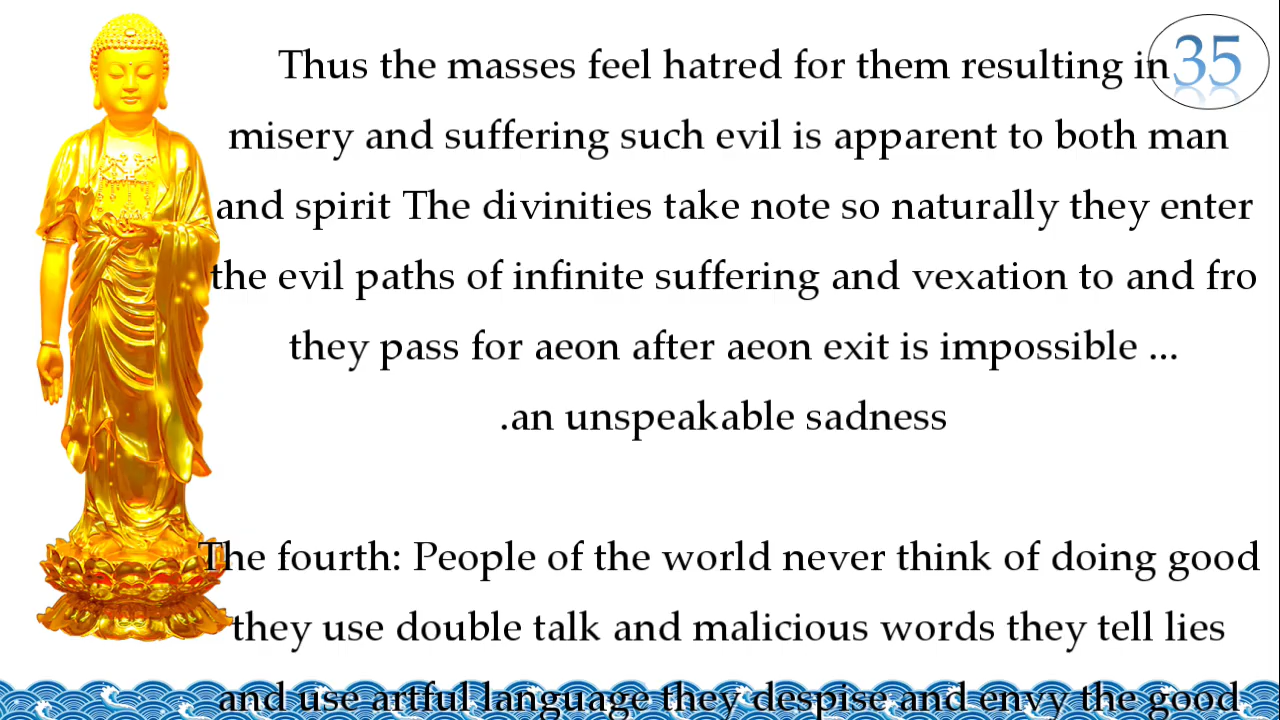 35
Thus the masses feel hatred for them resulting in
misery and suffering such evil is apparent to both man
and spirit The divinities take note so naturally they enter
the evil paths of infinite suffering and vexation to and fro
they pass for aeon after aeon exit is impossible ...
.an unspeakable sadness
The fourth: People of the world never think of doing good
they use double talk and malicious words they tell lies
and use artful language they despise and envy the good